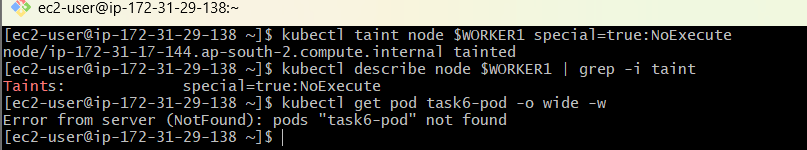 ec2-user@ip-172-31-29-138:~
[ec2-user@ip-172-31-29-138 ~]$ kubectl taint node $WORKER1 special=true:NoExecute
node/ip-172-31-17-144.ap-south-2.compute.internal tainted
[ec2-user@ip-172-31-29-138 ~]$ kubectl describe node $WORKER1 | grep -i taint
Taints:             special=true:NoExecute
[ec2-user@ip-172-31-29-138 ~]$ kubectl get pod task6-pod -o wide -w
Error from server (NotFound): pods "task6-pod" not found
[ec2-user@ip-172-31-29-138 ~]$